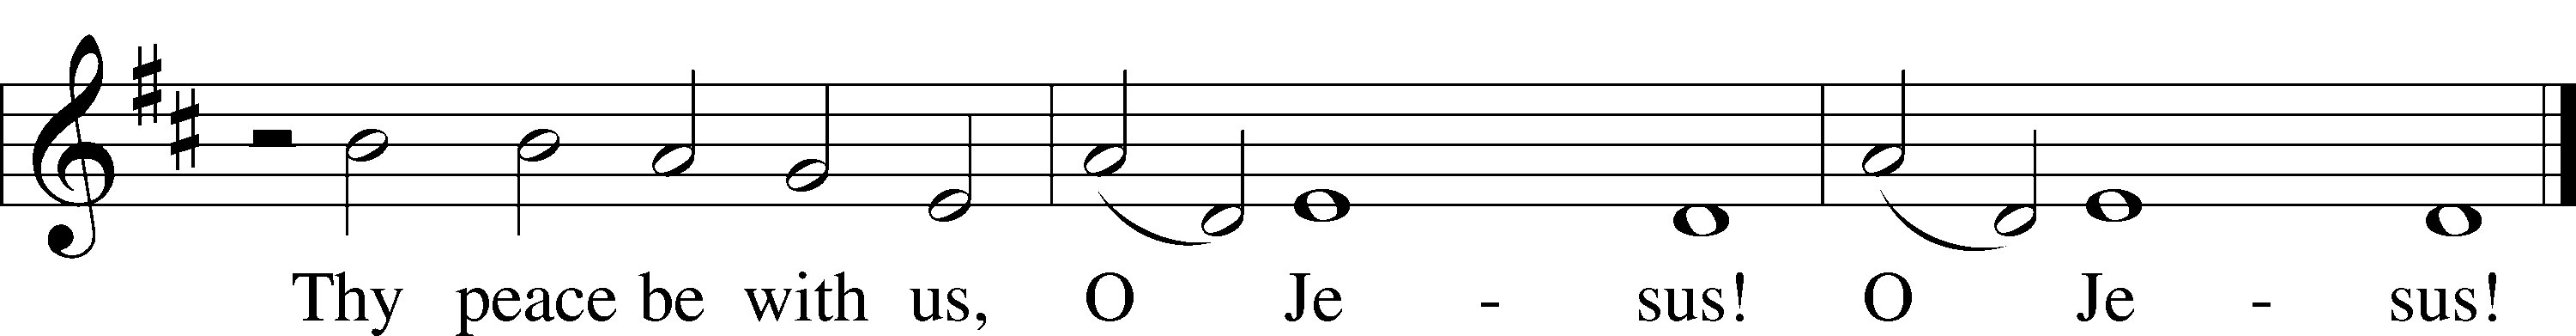 Thy peace be with us, O Je - sus! O Je - sus!